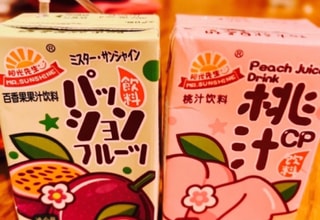 阳光先生
MR.SUNSHINE
ミスター・サンシャイン
®
百香果果汁饮料
パッ
ション
フルーツ
飲料
阳光先生
MR.SUNSHINE
®
Peach Juice
Drink
桃汁饮料
桃
汁
CP
飲料